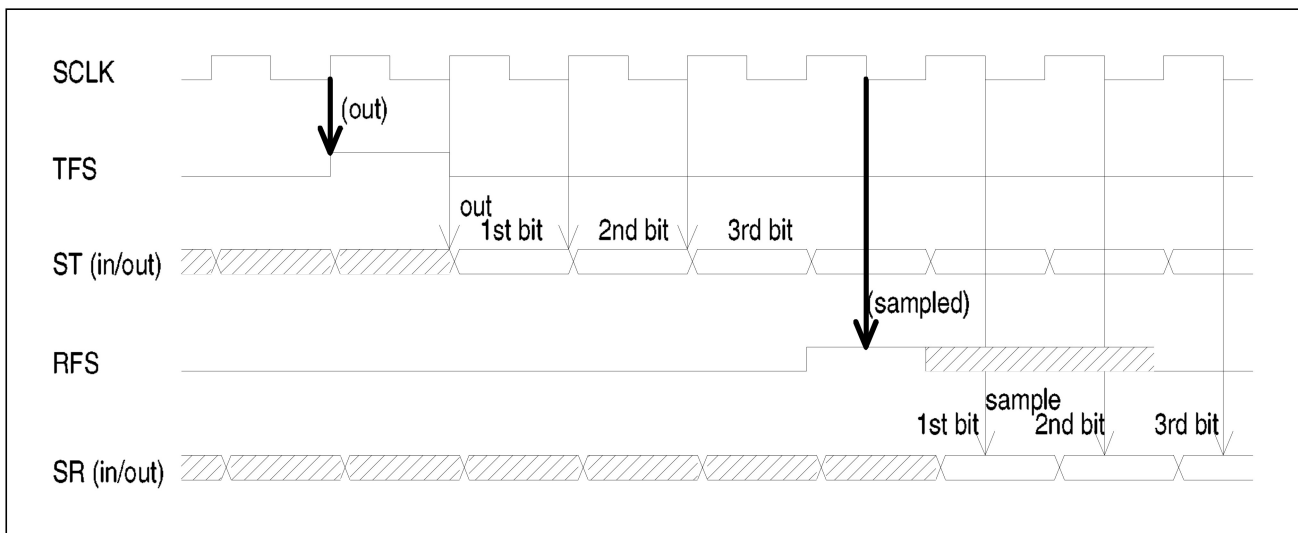 SCLK
(out)
TFS
out
1st bit 2nd bit 3rd bit
ST (in/out)
(sampled)
RFS
sample
1st bit 2nd bit 3rd bit
SR (in/out)